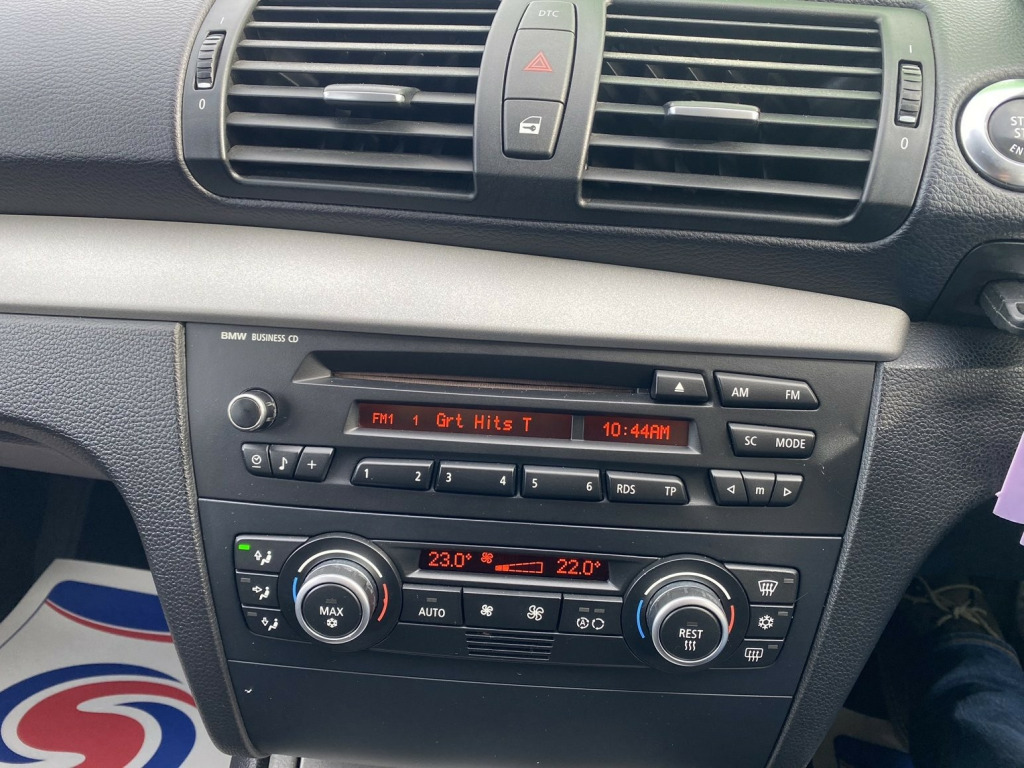 DTC
I
0
I
0
BMW BUSINESS CD
AM FM
FM1 1 Grt Hits T 10:44AM
SC MODE
1 2 3 4 5 6 RDS TP m
23.0° 22.0°
MAX
AUTO
A
REST